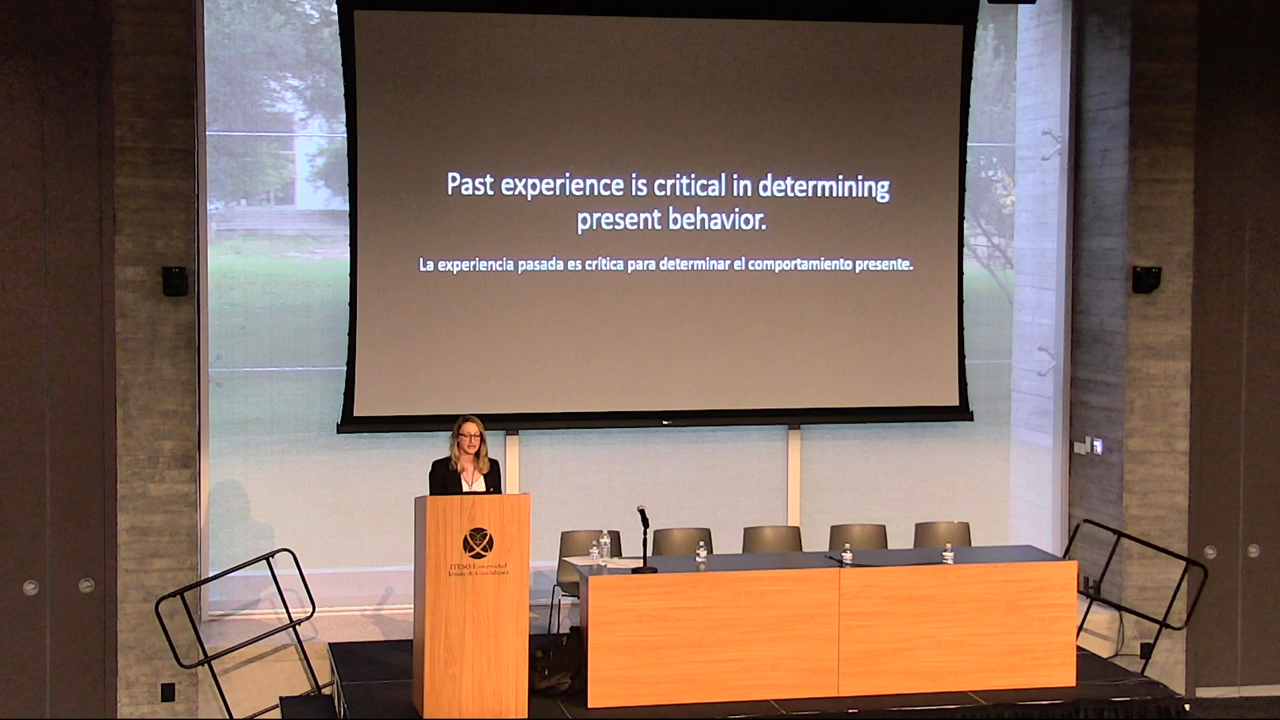 Past experience is critical in determining
present behavior.
La experiencia pasada es crítica para determinar el comportamiento presente.
ITESO, Universidad
Jesuita de Guadalajara